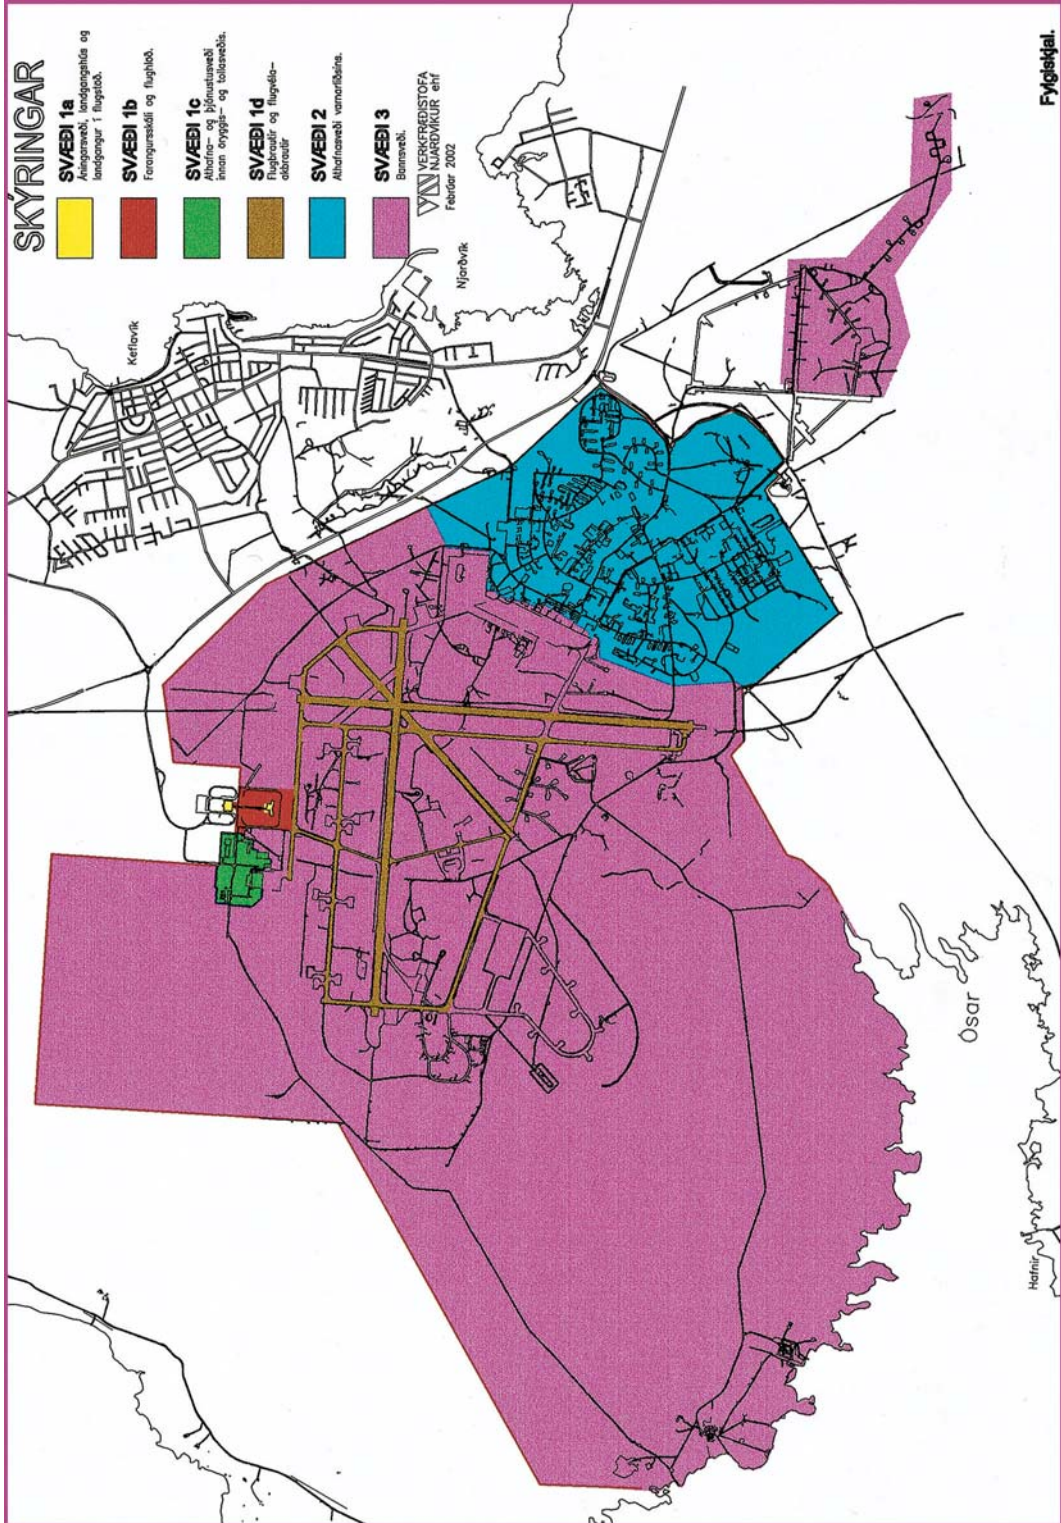 SKÝRINGAR
SVÆÐI 1a
Áningarsvæði, landgangshús og
landgangur í flugstöð.
SVÆÐI 1b
Farangursskáli og flughlöð.
SVÆÐI 1c
Athafna- og þjónustusvæði
innan öryggis- og tollasvæðis.
SVÆÐI 1d
Flugbrautir og flugvéla-
akbrautir
SVÆÐI 2
Athafnasvæði varnarliðsins.
SVÆÐI 3
Bannsvæði.
VERKFRÆÐISTOFA
NJARÐVÍKUR ehf
Febrúar 2002
Keflavík
Njarðvík
Ósar
Hafnir
Fylgiskjal.